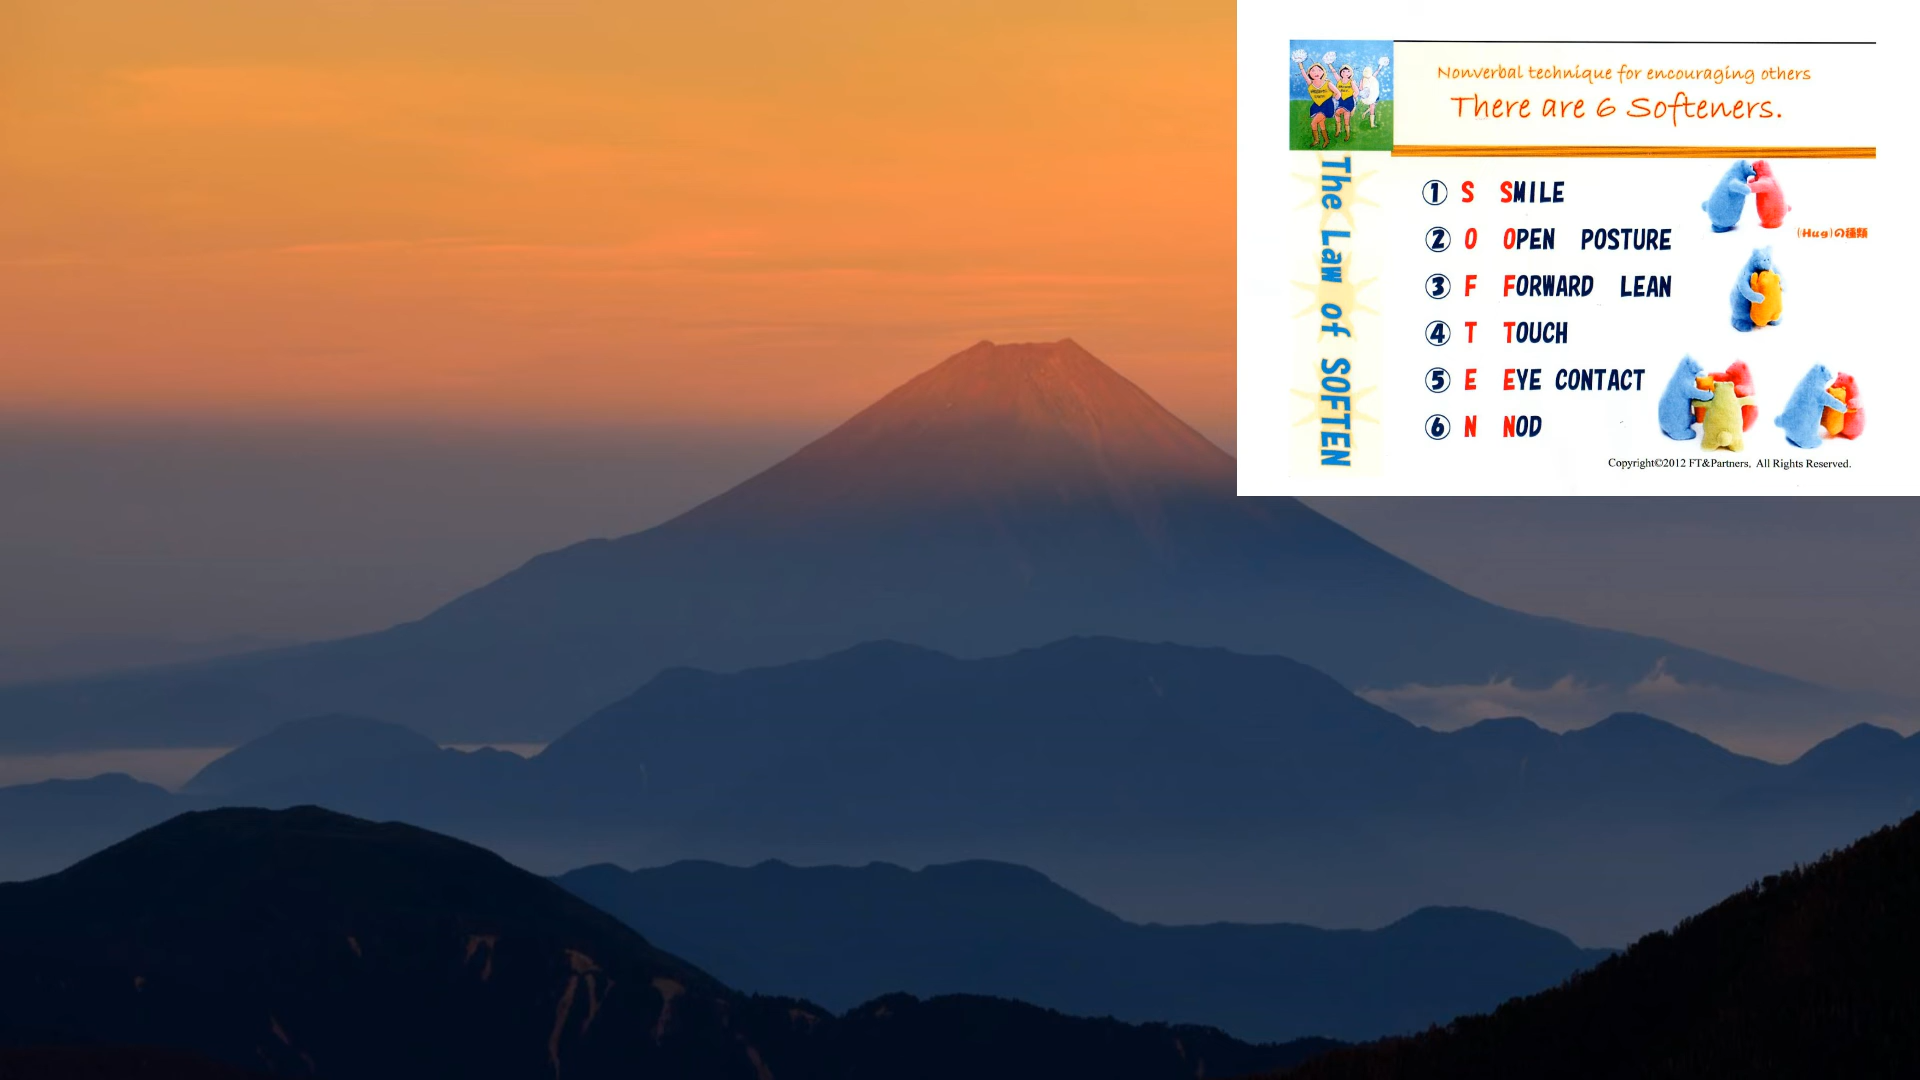 Nonverbal technique for encouraging others
There are 6 Softeners.
The Law of SOFTEN
① S SMILE
② O OPEN POSTURE
③ F FORWARD LEAN
④ T TOUCH
⑤ E EYE CONTACT
⑥ N NOD
(Hug)の種類
Copyright©2012 FT&Partners, All Rights Reserved.